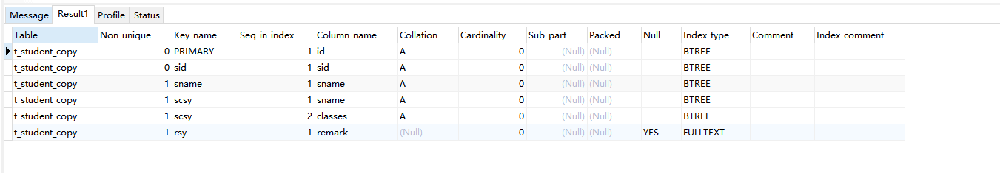 Message Result1 Profile Status
Table Non_unique Key_name Seq_in_index Column_name Collation Cardinality Sub_part Packed Null Index_type Comment Index_comment
t_student_copy 0 PRIMARY 1 id A 0 (Null) (Null) BTREE
t_student_copy 0 sid 1 sid A 0 (Null) (Null) BTREE
t_student_copy 1 sname 1 sname A 0 (Null) (Null) BTREE
t_student_copy 1 scsy 1 sname A 0 (Null) (Null) BTREE
t_student_copy 1 scsy 2 classes A 0 (Null) (Null) BTREE
t_student_copy 1 rsy 1 remark (Null) 0 (Null) (Null) YES FULLTEXT